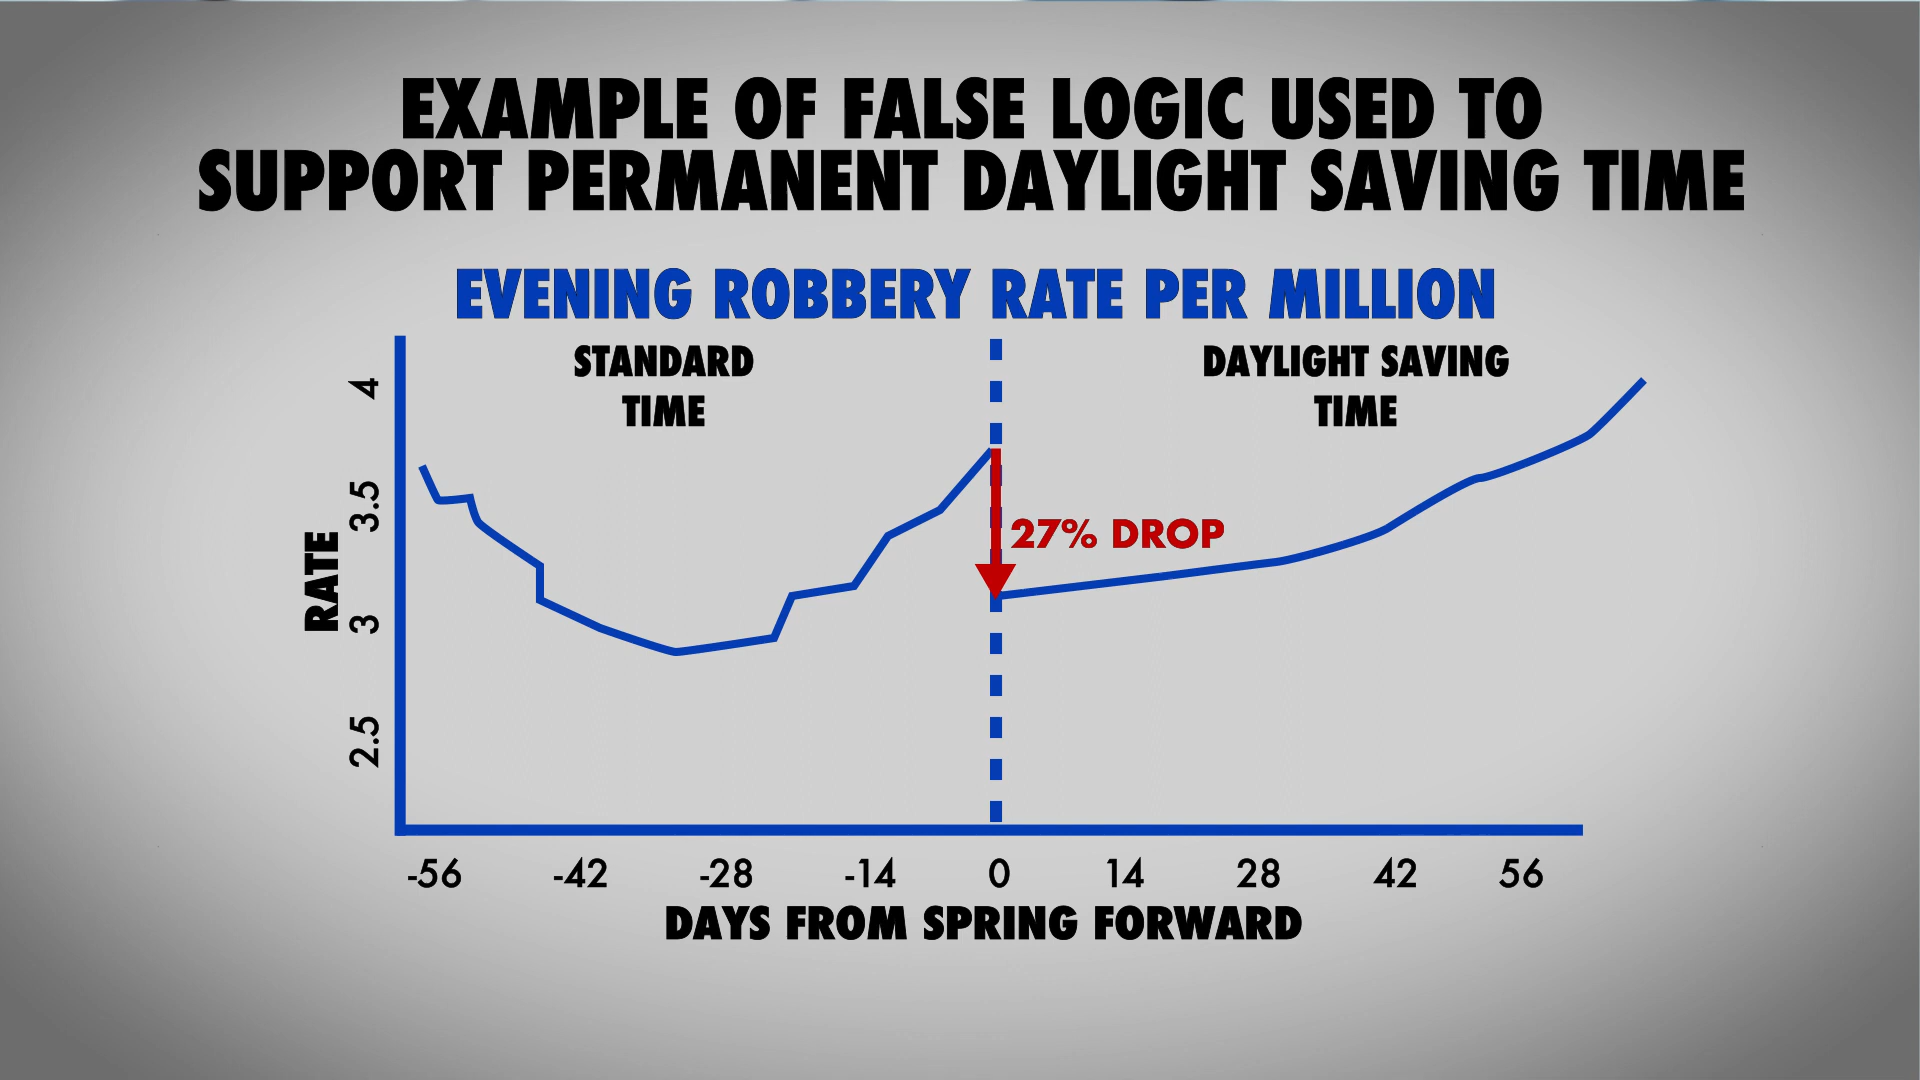 EXAMPLE OF FALSE LOGIC USED TO
SUPPORT PERMANENT DAYLIGHT SAVING TIME
EVENING ROBBERY RATE PER MILLION
STANDARD
TIME
DAYLIGHT SAVING
TIME
RATE
4
3.5
3
2.5
27% DROP
-56 -42 -28 -14 0 14 28 42 56
DAYS FROM SPRING FORWARD